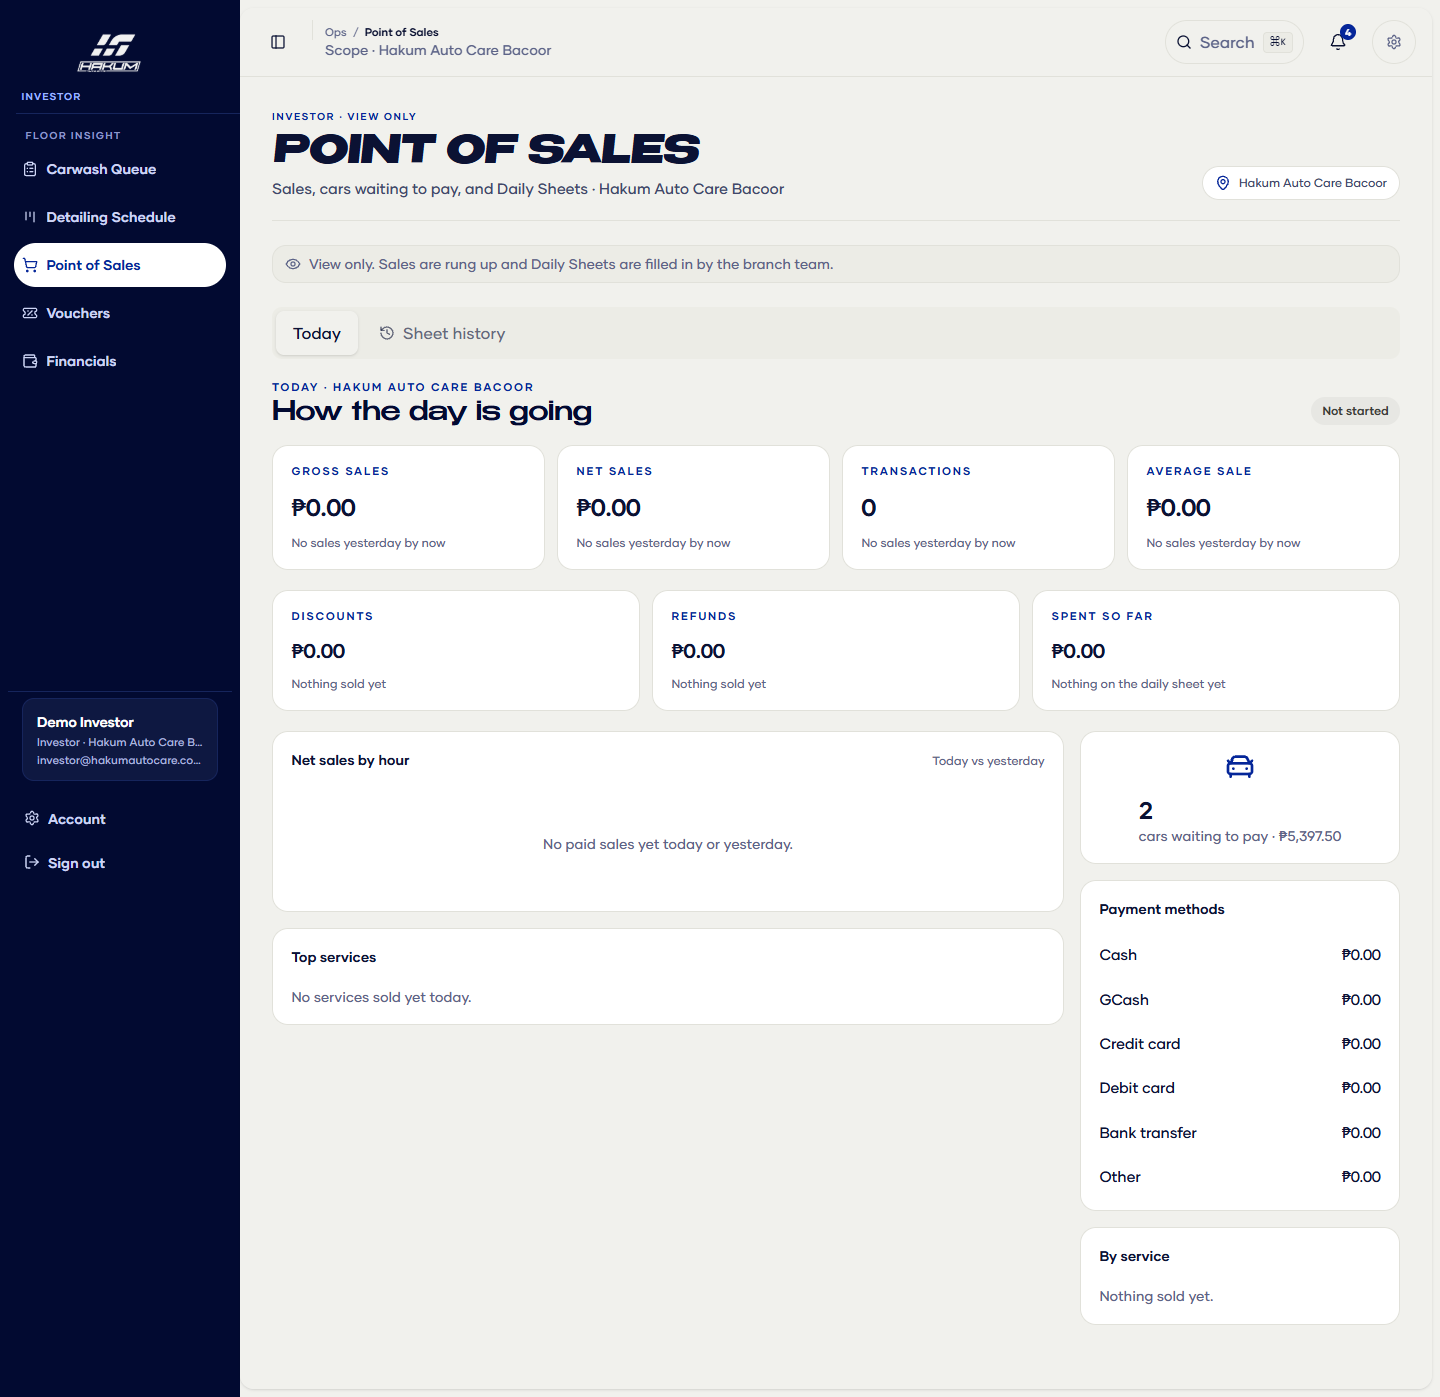 HAKUM
INVESTOR
FLOOR INSIGHT
Carwash Queue
Detailing Schedule
Point of Sales
Vouchers
Financials
Demo Investor
Investor · Hakum Auto Care B...
investor@hakumautocare.co...
Account
Sign out
Ops / Point of Sales
Scope · Hakum Auto Care Bacoor
Search ⌘K
4
INVESTOR · VIEW ONLY
POINT OF SALES
Sales, cars waiting to pay, and Daily Sheets · Hakum Auto Care Bacoor
Hakum Auto Care Bacoor
View only. Sales are rung up and Daily Sheets are filled in by the branch team.
Today
Sheet history
TODAY · HAKUM AUTO CARE BACOOR
How the day is going
Not started
GROSS SALES
₱0.00
No sales yesterday by now
NET SALES
₱0.00
No sales yesterday by now
TRANSACTIONS
0
No sales yesterday by now
AVERAGE SALE
₱0.00
No sales yesterday by now
DISCOUNTS
₱0.00
Nothing sold yet
REFUNDS
₱0.00
Nothing sold yet
SPENT SO FAR
₱0.00
Nothing on the daily sheet yet
Net sales by hour
Today vs yesterday
No paid sales yet today or yesterday.
Top services
No services sold yet today.
2
cars waiting to pay · ₱5,397.50
Payment methods
Cash ₱0.00
GCash ₱0.00
Credit card ₱0.00
Debit card ₱0.00
Bank transfer ₱0.00
Other ₱0.00
By service
Nothing sold yet.